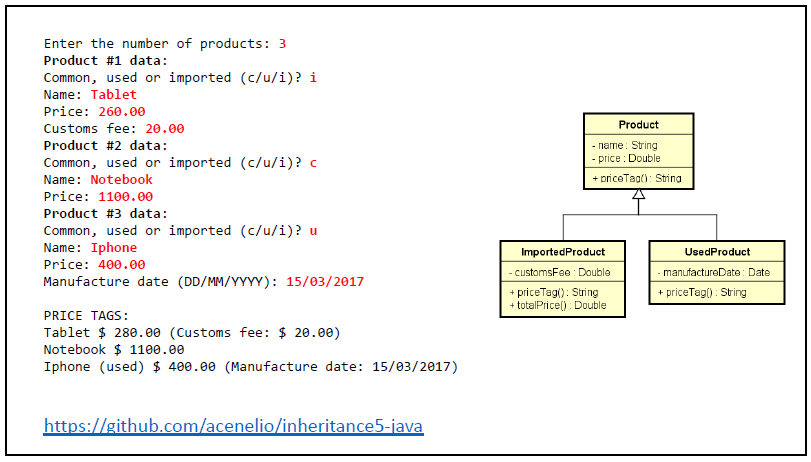 Enter the number of products: 3
Product #1 data:
Common, used or imported (c/u/i)? i
Name: Tablet
Price: 260.00
Customs fee: 20.00
Product #2 data:
Common, used or imported (c/u/i)? c
Name: Notebook
Price: 1100.00
Product #3 data:
Common, used or imported (c/u/i)? u
Name: Iphone
Price: 400.00
Manufacture date (DD/MM/YYYY): 15/03/2017
PRICE TAGS:
Tablet $ 280.00 (Customs fee: $ 20.00)
Notebook $ 1100.00
Iphone (used) $ 400.00 (Manufacture date: 15/03/2017)
https://github.com/acenelio/inheritance5-java
Product
- name : String
- price : Double
+ priceTag() : String
ImportedProduct
- customsFee : Double
+ priceTag() : String
+ totalPrice() : Double
UsedProduct
- manufactureDate : Date
+ priceTag() : String